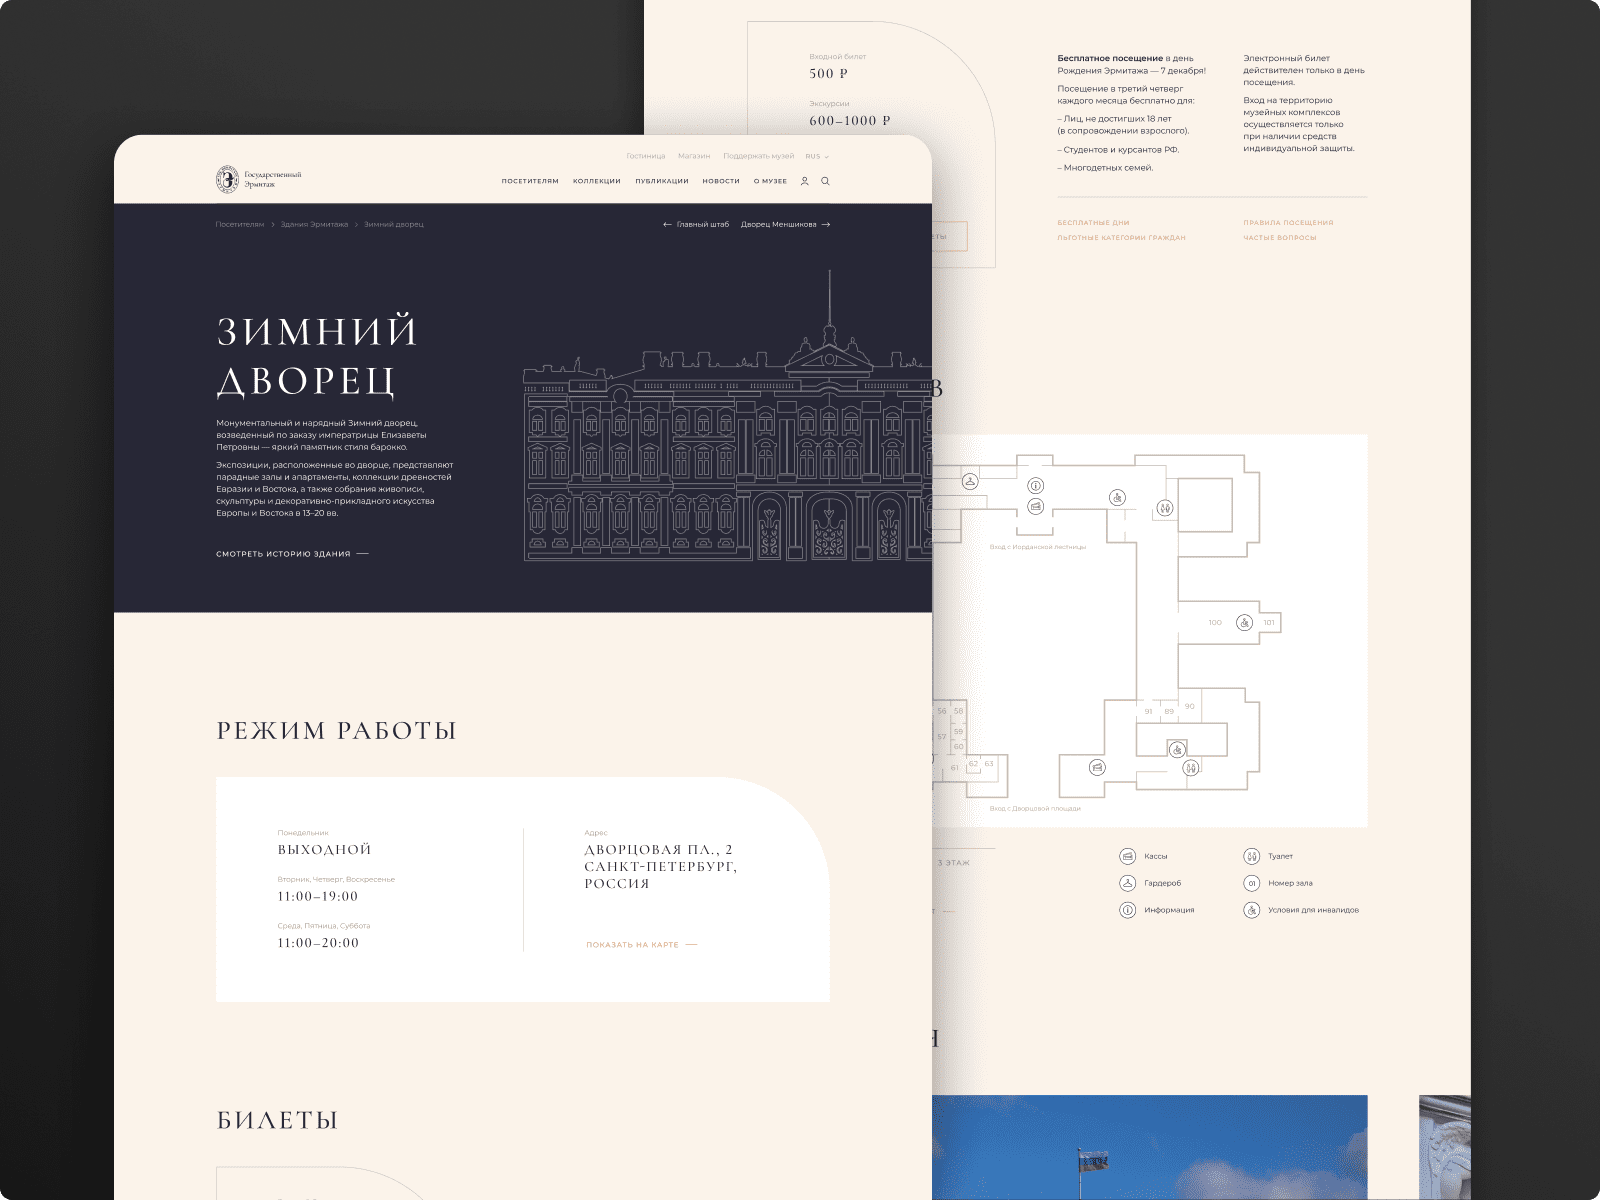 Гостиница Магазин Поддержать музей RUS
Государственный
Эрмитаж
ПОСЕТИТЕЛЯМ КОЛЛЕКЦИИ ПУБЛИКАЦИИ НОВОСТИ О МУЗЕЕ
Посетителям Здания Эрмитажа Зимний дворец
Главный штаб Дворец Меншикова
ЗИМНИЙ
ДВОРЕЦ
Монументальный и нарядный Зимний дворец,
возведенный по заказу императрицы Елизаветы
Петровны — яркий памятник стиля барокко.
Экспозиции, расположенные во дворце, представляют
парадные залы и апартаменты, коллекции древностей
Евразии и Востока, а также собрания живописи,
скульптуры и декоративно-прикладного искусства
Европы и Востока в 13–20 вв.
СМОТРЕТЬ ИСТОРИЮ ЗДАНИЯ
РЕЖИМ РАБОТЫ
Понедельник
ВЫХОДНОЙ
Вторник, Четверг, Воскресенье
11:00–19:00
Среда, Пятница, Суббота
11:00–20:00
Адрес
ДВОРЦОВАЯ ПЛ., 2
САНКТ-ПЕТЕРБУРГ,
РОССИЯ
ПОКАЗАТЬ НА КАРТЕ
БИЛЕТЫ
Входной билет
500 ₽
Экскурсии
600–1000 ₽
ЕТЫ
Бесплатное посещение в день
Рождения Эрмитажа — 7 декабря!
Посещение в третий четверг
каждого месяца бесплатно для:
– Лиц, не достигших 18 лет
(в сопровождении взрослого).
– Студентов и курсантов РФ.
– Многодетных семей.
Электронный билет
действителен только в день
посещения.
Вход на территорию
музейных комплексов
осуществляется только
при наличии средств
индивидуальной защиты.
БЕСПЛАТНЫЕ ДНИ
ЛЬГОТНЫЕ КАТЕГОРИИ ГРАЖДАН
ПРАВИЛА ПОСЕЩЕНИЯ
ЧАСТЫЕ ВОПРОСЫ
В
Вход с Иорданской лестницы
100 101
91 89 90
56 58
57 59
60
61 62 63
Вход с Дворцовой площади
3 ЭТАЖ
Т
Кассы
Гардероб
Информация
Туалет
01 Номер зала
Условия для инвалидов
Н